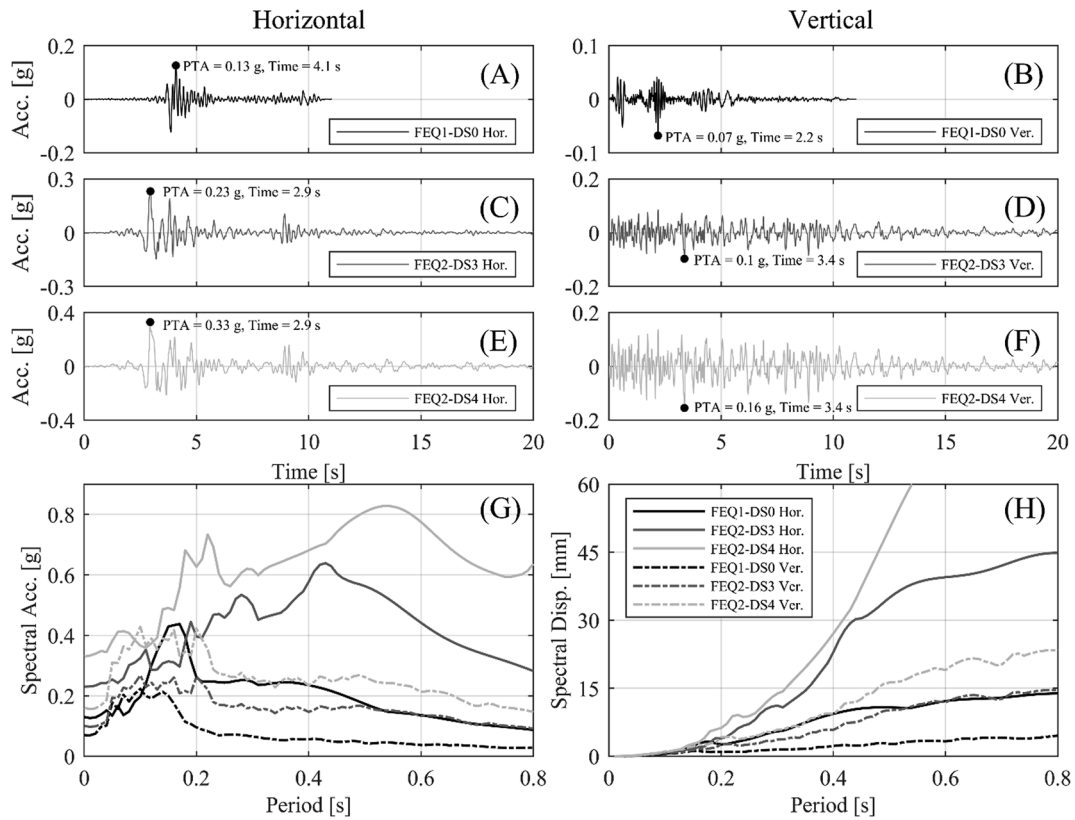 Horizontal
Vertical
Acc. [g]
0.2
0
-0.2
PTA = 0.13 g, Time = 4.1 s
(A)
FEQ1-DS0 Hor.
0.1
0
-0.1
PTA = 0.07 g, Time = 2.2 s
(B)
FEQ1-DS0 Ver.
Acc. [g]
0.3
0
-0.3
PTA = 0.23 g, Time = 2.9 s
(C)
FEQ2-DS3 Hor.
0.2
0
-0.2
PTA = 0.1 g, Time = 3.4 s
(D)
FEQ2-DS3 Ver.
Acc. [g]
0.4
0
-0.4
PTA = 0.33 g, Time = 2.9 s
(E)
FEQ2-DS4 Hor.
0 5 10 15 20
Time [s]
0.2
0
-0.2
PTA = 0.16 g, Time = 3.4 s
(F)
FEQ2-DS4 Ver.
0 5 10 15 20
Time [s]
Spectral Acc. [g]
0.8
0.6
0.4
0.2
0
(G)
0 0.2 0.4 0.6 0.8
Period [s]
Spectral Disp. [mm]
60
45
30
15
0
(H)
FEQ1-DS0 Hor.
FEQ2-DS3 Hor.
FEQ2-DS4 Hor.
FEQ1-DS0 Ver.
FEQ2-DS3 Ver.
FEQ2-DS4 Ver.
0 0.2 0.4 0.6 0.8
Period [s]